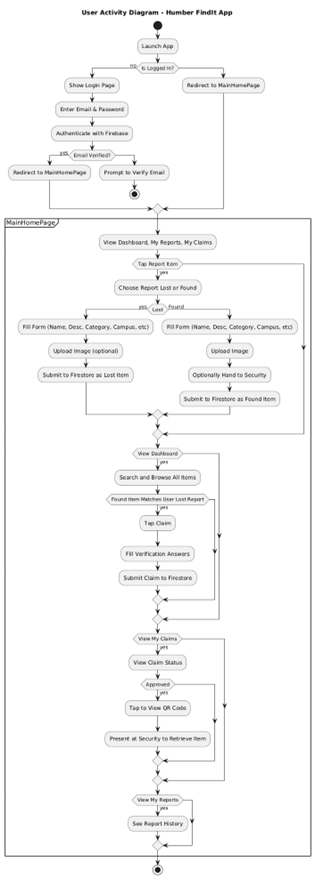 User Activity Diagram - Humber FindIt App
Launch App
no
Is Logged In?
Show Login Page
Redirect to MainHomePage
Enter Email & Password
Authenticate with Firebase
yes
Email Verified?
Redirect to MainHomePage
Prompt to Verify Email
MainHomePage
View Dashboard, My Reports, My Claims
Tap Report Item
yes
Choose Report Lost or Found
yes
Lost
Found
Fill Form (Name, Desc, Category, Campus, etc)
Fill Form (Name, Desc, Category, Campus, etc)
Upload Image (optional)
Upload Image
Submit to Firestore as Lost Item
Optionally Hand to Security
Submit to Firestore as Found Item
View Dashboard
yes
Search and Browse All Items
Found Item Matches User Lost Report
yes
Tap Claim
Fill Verification Answers
Submit Claim to Firestore
View My Claims
yes
View Claim Status
Approved
yes
Tap to View QR Code
Present at Security to Retrieve Item
View My Reports
yes
See Report History